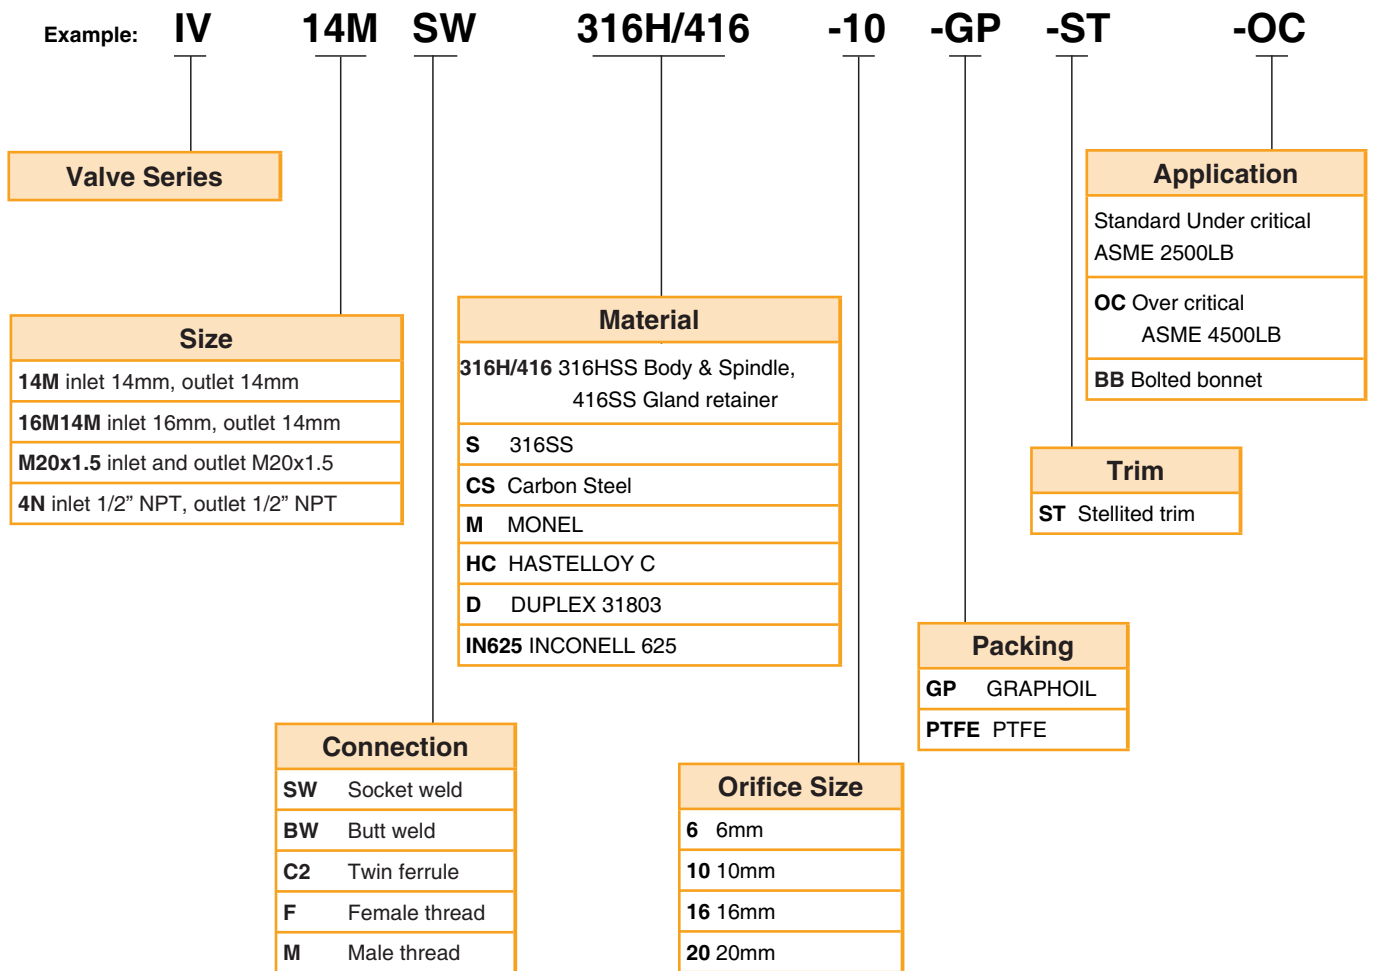 Example: IV 14M SW 316H/416 -10 -GP -ST -OC
Valve Series
Application
Standard Under critical
ASME 2500LB
OC Over critical
ASME 4500LB
BB Bolted bonnet
Size
14M inlet 14mm, outlet 14mm
16M14M inlet 16mm, outlet 14mm
M20x1.5 inlet and outlet M20x1.5
4N inlet 1/2” NPT, outlet 1/2” NPT
Material
316H/416 316HSS Body & Spindle,
416SS Gland retainer
S 316SS
CS Carbon Steel
M MONEL
HC HASTELLOY C
D DUPLEX 31803
IN625 INCONELL 625
Trim
ST Stellited trim
Packing
GP GRAPHOIL
PTFE PTFE
Connection
SW Socket weld
BW Butt weld
C2 Twin ferrule
F Female thread
M Male thread
Orifice Size
6 6mm
10 10mm
16 16mm
20 20mm